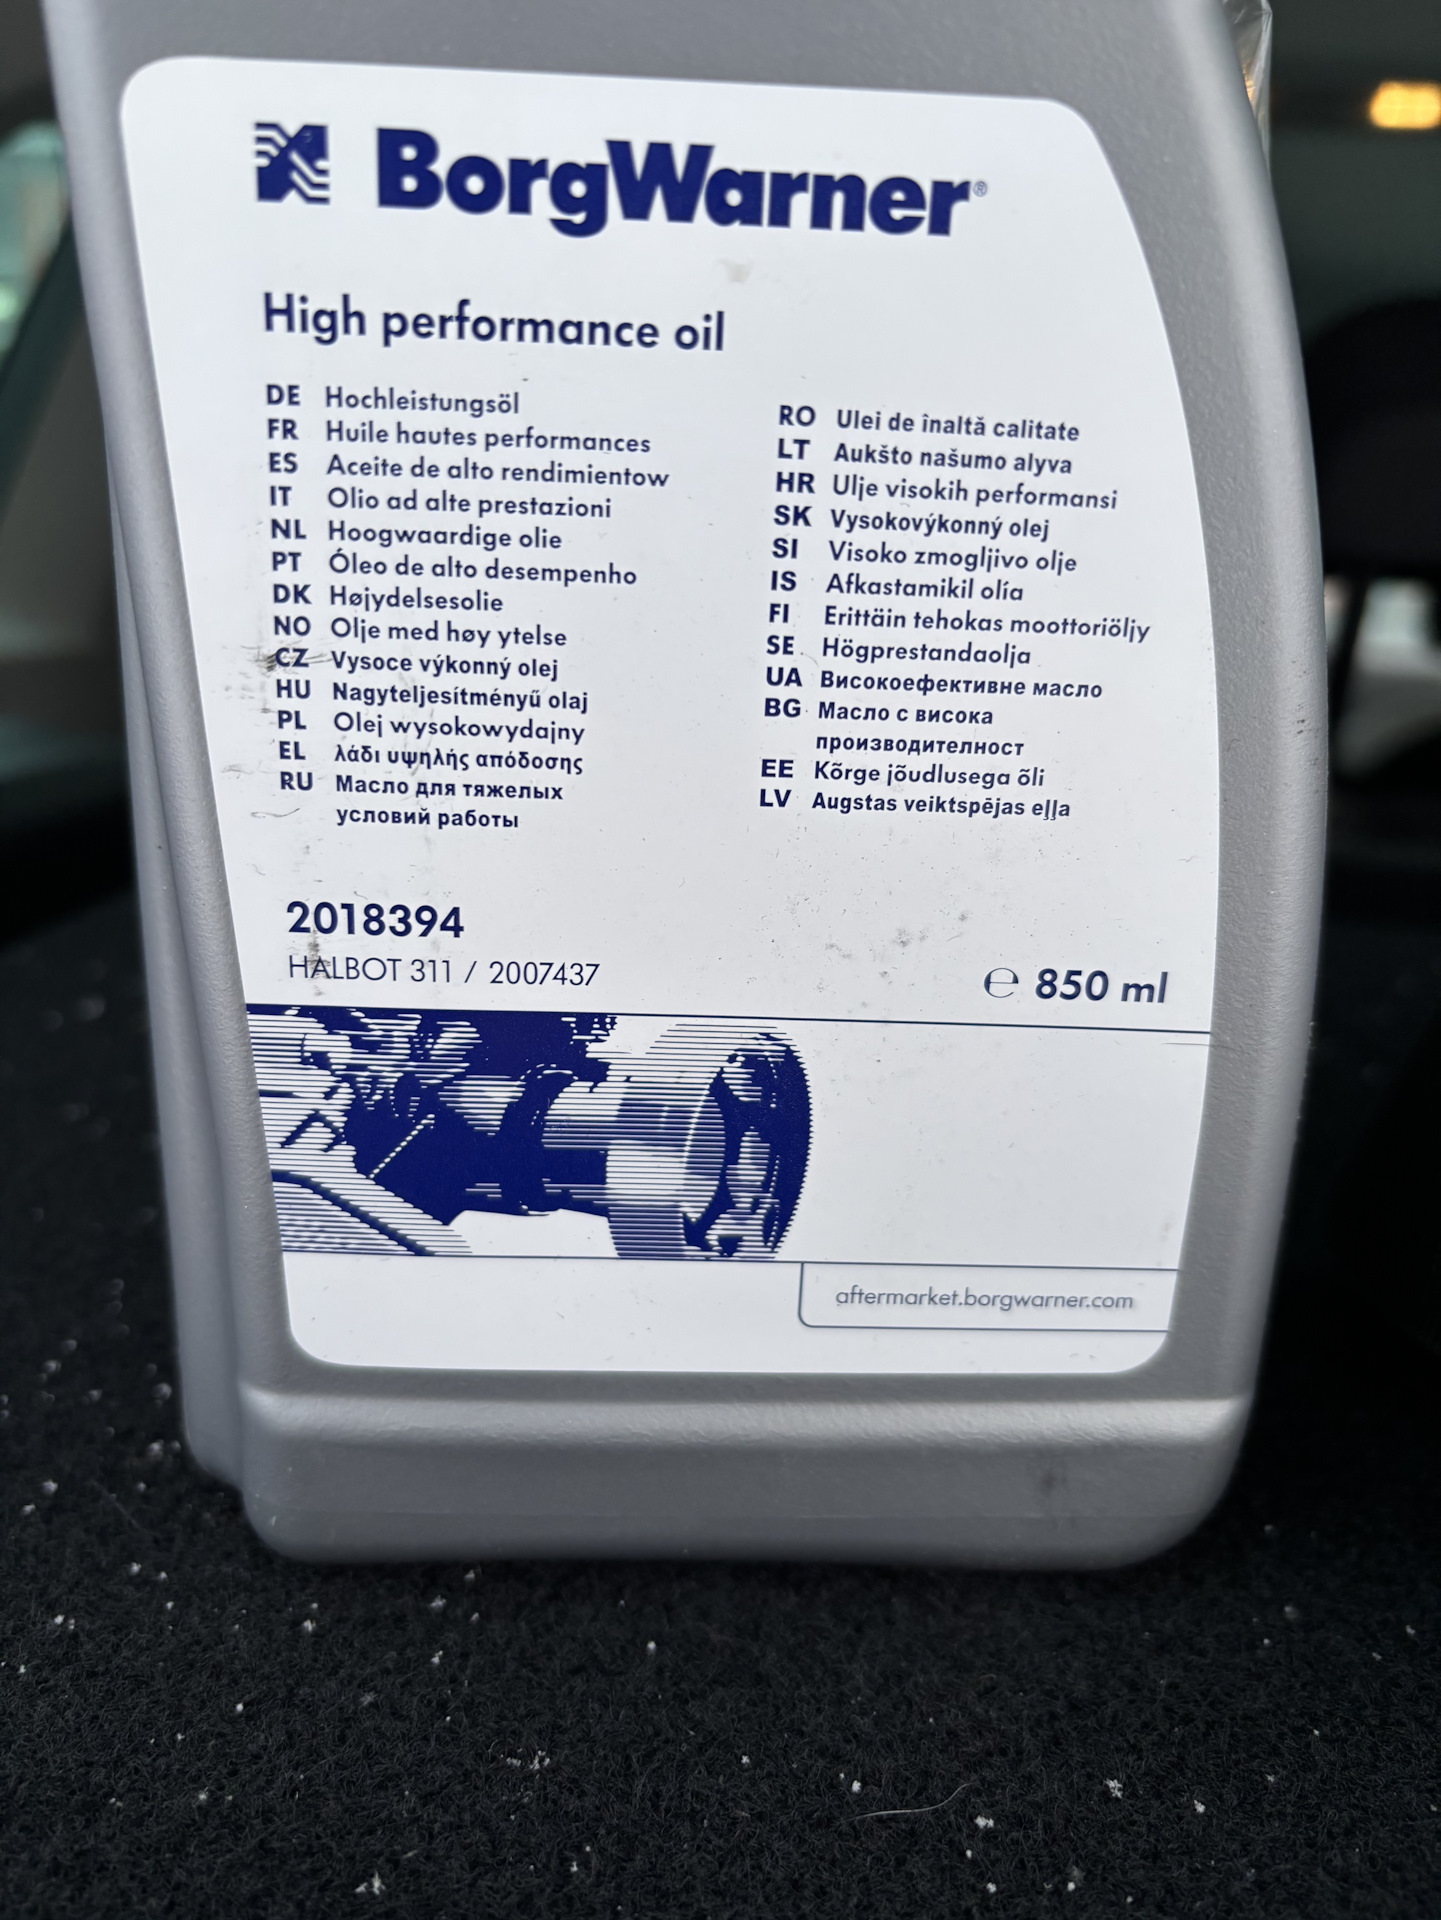 BorgWarner®
High performance oil
DE Hochleistungsöl
FR Huile hautes performances
ES Aceite de alto rendimientow
IT Olio ad alte prestazioni
NL Hoogwaardige olie
PT Óleo de alto desempenho
DK Højydelsesolie
NO Olje med høy ytelse
CZ Vysoce výkonný olej
HU Nagyteljesítményű olaj
PL Olej wysokowydajny
EL λάδι υψηλής απόδοσης
RU Масло для тяжелых
условий работы
RO Ulei de înaltă calitate
LT Aukšto našumo alyva
HR Ulje visokih performansi
SK Vysokovýkonný olej
SI Visoko zmogljivo olje
IS Afkastamikil olía
FI Erittäin tehokas moottoriöljy
SE Högprestandaolja
UA Високоефективне масло
BG Масло с висока
производителност
EE Kõrge jõudlusega õli
LV Augstas veiktspējas eļļa
2018394
HALBOT 311 / 2007437
℮ 850 ml
aftermarket.borgwarner.com